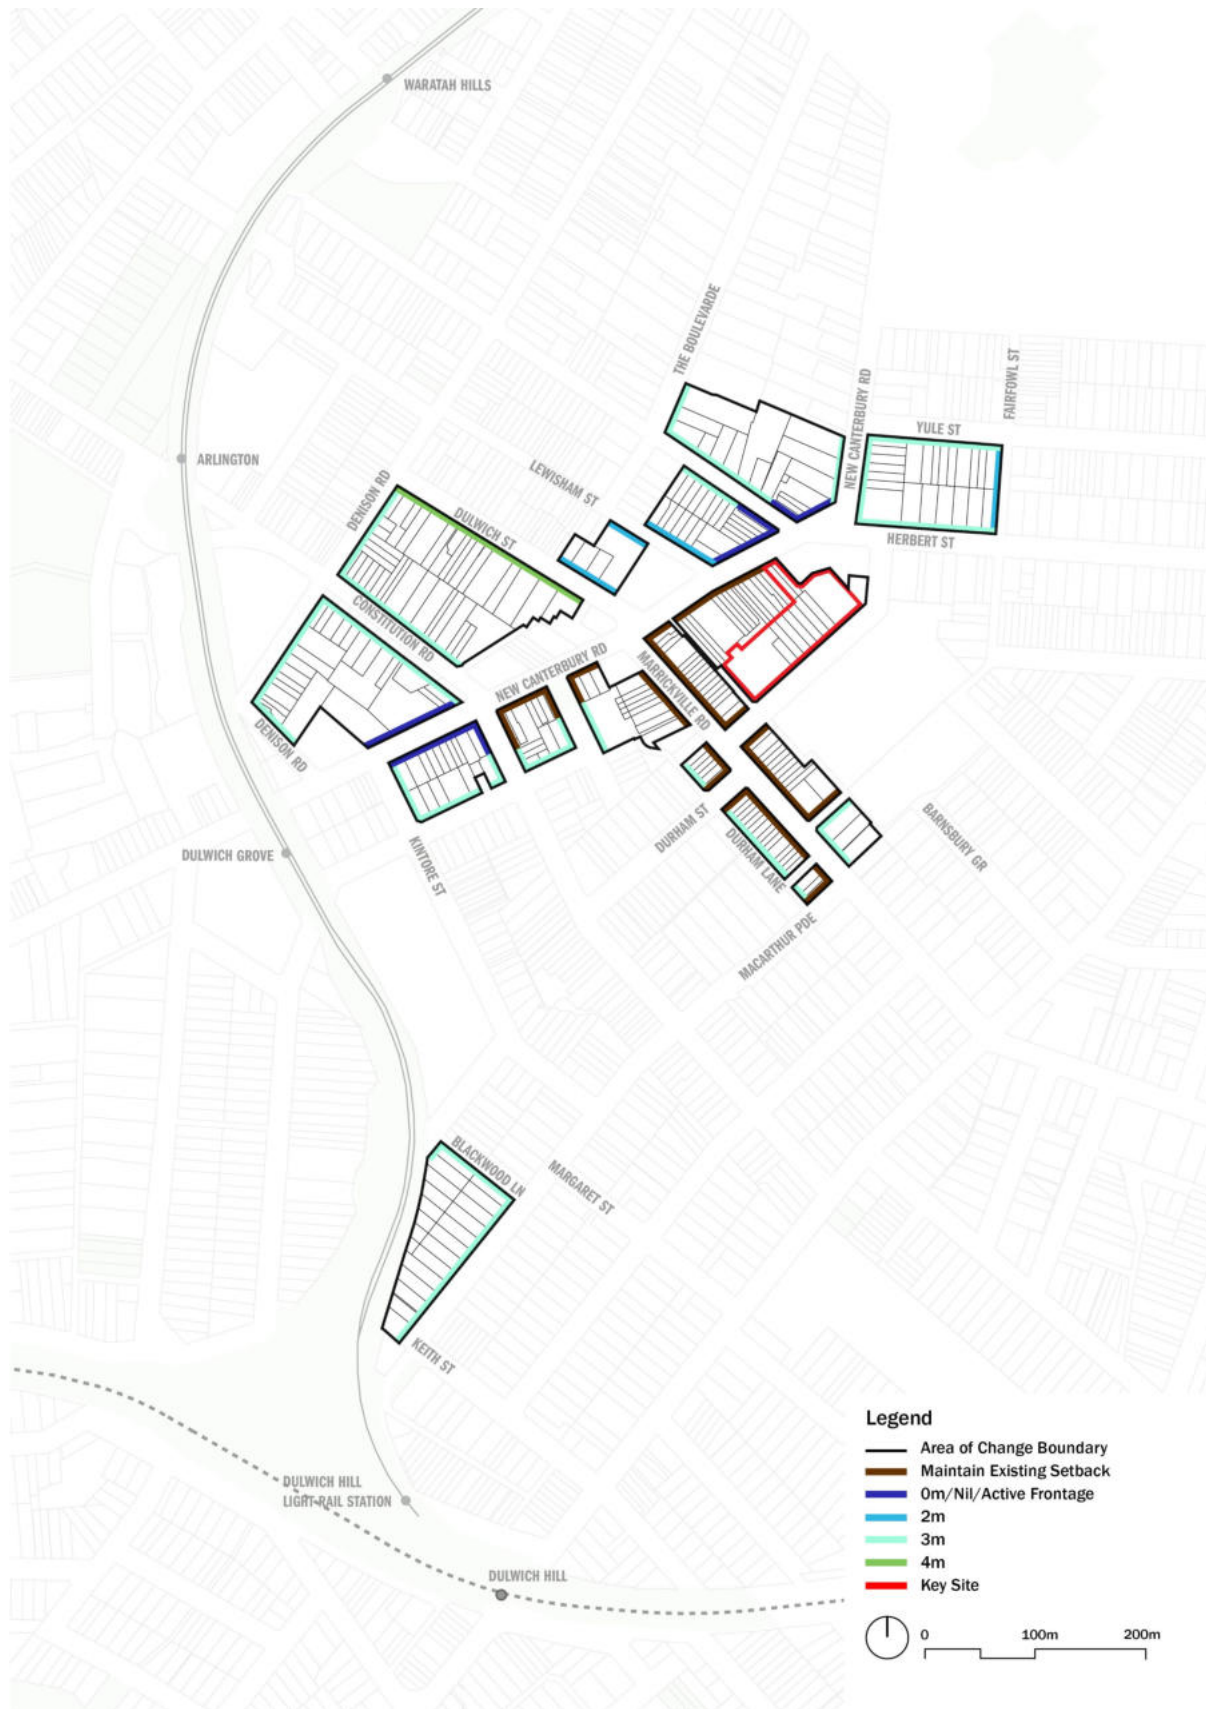 WARATAH HILLS
THE BOULEVARDE
NEW CANTERBURY RD
FAIRFOWL ST
YULE ST
ARLINGTON
LEWISHAM ST
DENISON RD
DULWICH ST
HERBERT ST
CONSTITUTION RD
NEW CANTERBURY RD
MARRICKVILLE RD
DENISON RD
DURHAM ST
BARNSBURY GR
DULWICH GROVE
KINTORE ST
DURHAM LANE
MACARTHUR PDE
BLACKWOOD LN
MARGARET ST
KEITH ST
DULWICH HILL
LIGHT RAIL STATION
DULWICH HILL
Legend
Area of Change Boundary
Maintain Existing Setback
0m/Nil/Active Frontage
2m
3m
4m
Key Site
0 100m 200m